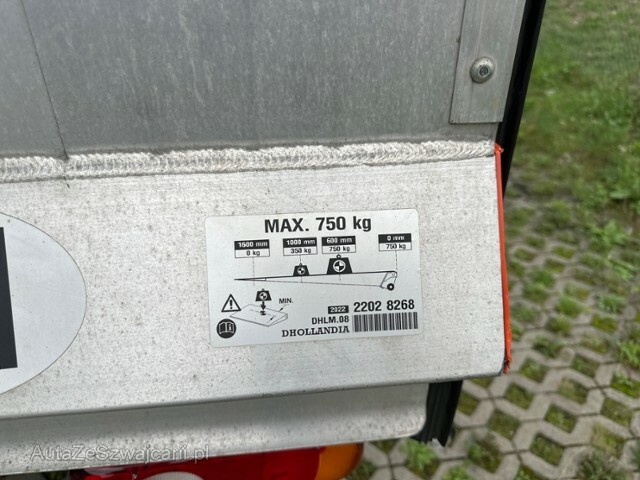 MAX. 750 kg
1600 mm 1000 mm 600 mm 0 mm
0 kg 350 kg 750 kg 750 kg
MIN.
2022 2202 8268
DHLM.08
DHOLLANDIA
AutaZeSzwajcarii.pl